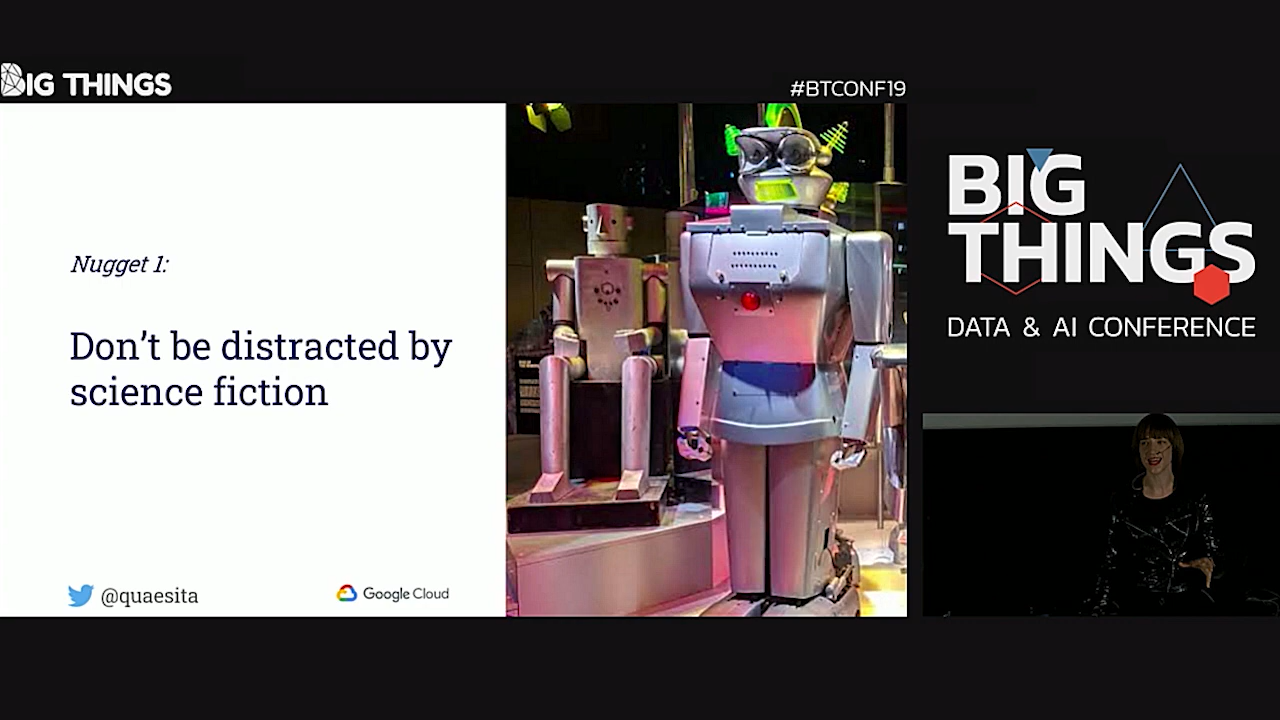 BIG THINGS
#BTCONF19
Nugget 1:
Don't be distracted by
science fiction
@quaesita
Google Cloud
BIG
THINGS
DATA & AI CONFERENCE